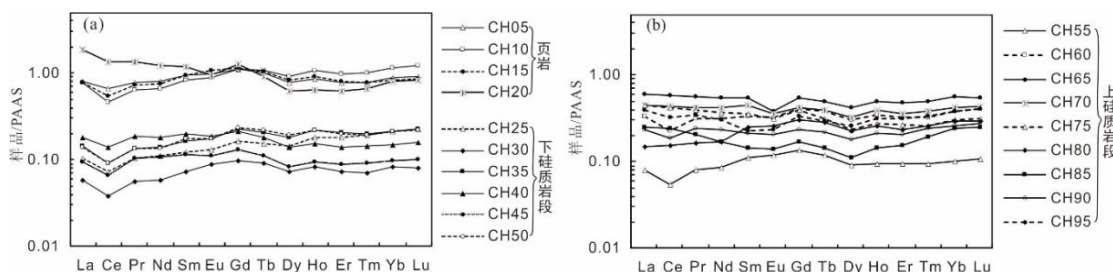 (a)
样品/PAAS
1.00
0.10
0.01
La Ce Pr Nd Sm Eu Gd Tb Dy Ho Er Tm Yb Lu
CH05
CH10
CH15
CH20
页岩
CH25
CH30
CH35
CH40
CH45
CH50
下硅质岩段
(b)
样品/PAAS
1.00
0.10
0.01
La Ce Pr Nd Sm Eu Gd Tb Dy Ho Er Tm Yb Lu
CH55
CH60
CH65
CH70
CH75
CH80
CH85
CH90
CH95
上硅质岩段